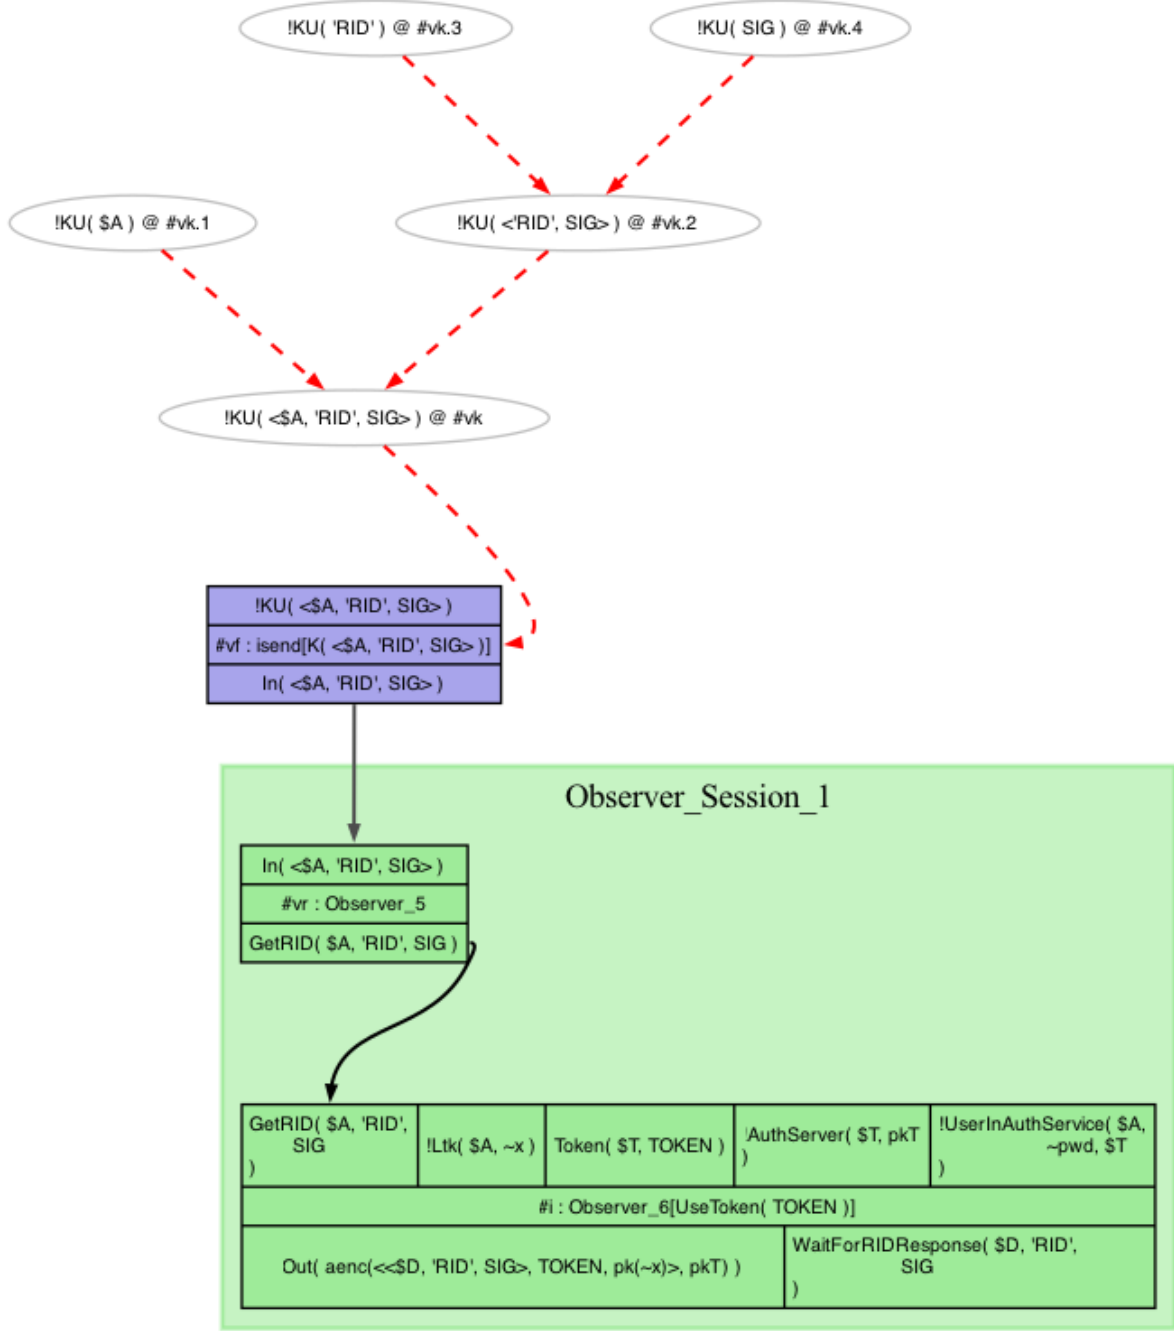 !KU( 'RID' ) @ #vk.3
!KU( SIG ) @ #vk.4
!KU( $A ) @ #vk.1
!KU( <'RID', SIG> ) @ #vk.2
!KU( <$A, 'RID', SIG> ) @ #vk
!KU( <$A, 'RID', SIG> )
#vf : isend[K( <$A, 'RID', SIG> )]
In( <$A, 'RID', SIG> )
Observer_Session_1
In( <$A, 'RID', SIG> )
#vr : Observer_5
GetRID( $A, 'RID', SIG )
GetRID( $A, 'RID',
SIG
)
!Ltk( $A, ~x )
Token( $T, TOKEN )
!AuthServer( $T, pkT
)
!UserInAuthService( $A,
~pwd, $T
)
#i : Observer_6[UseToken( TOKEN )]
Out( aenc(<<$D, 'RID', SIG>, TOKEN, pk(~x)>, pkT) )
WaitForRIDResponse( $D, 'RID',
SIG
)